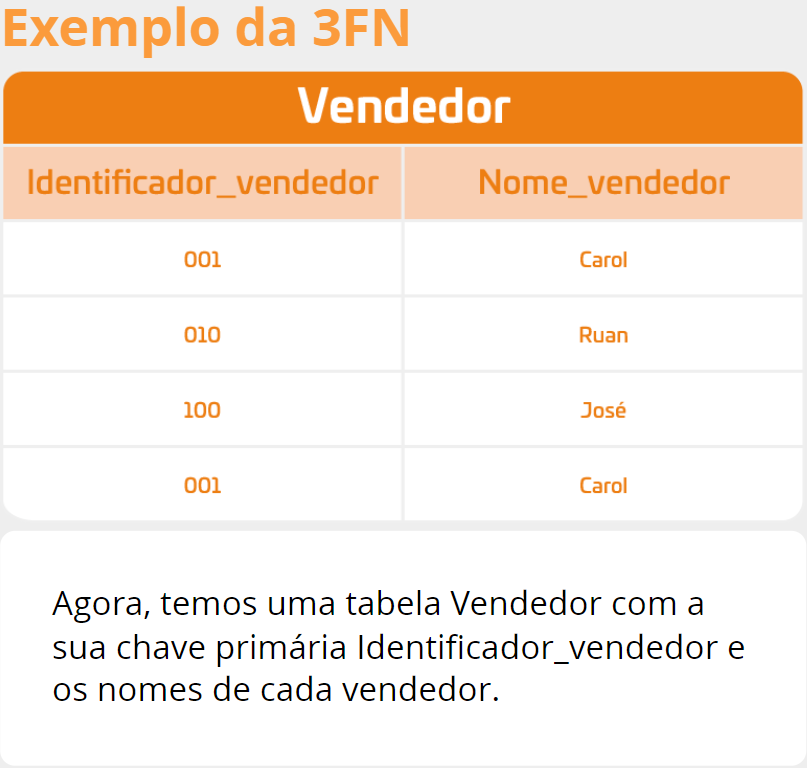 Exemplo da 3FN
Vendedor
Identificador_vendedor Nome_vendedor
001 Carol
010 Ruan
100 José
001 Carol
Agora, temos uma tabela Vendedor com a
sua chave primária Identificador_vendedor e
os nomes de cada vendedor.